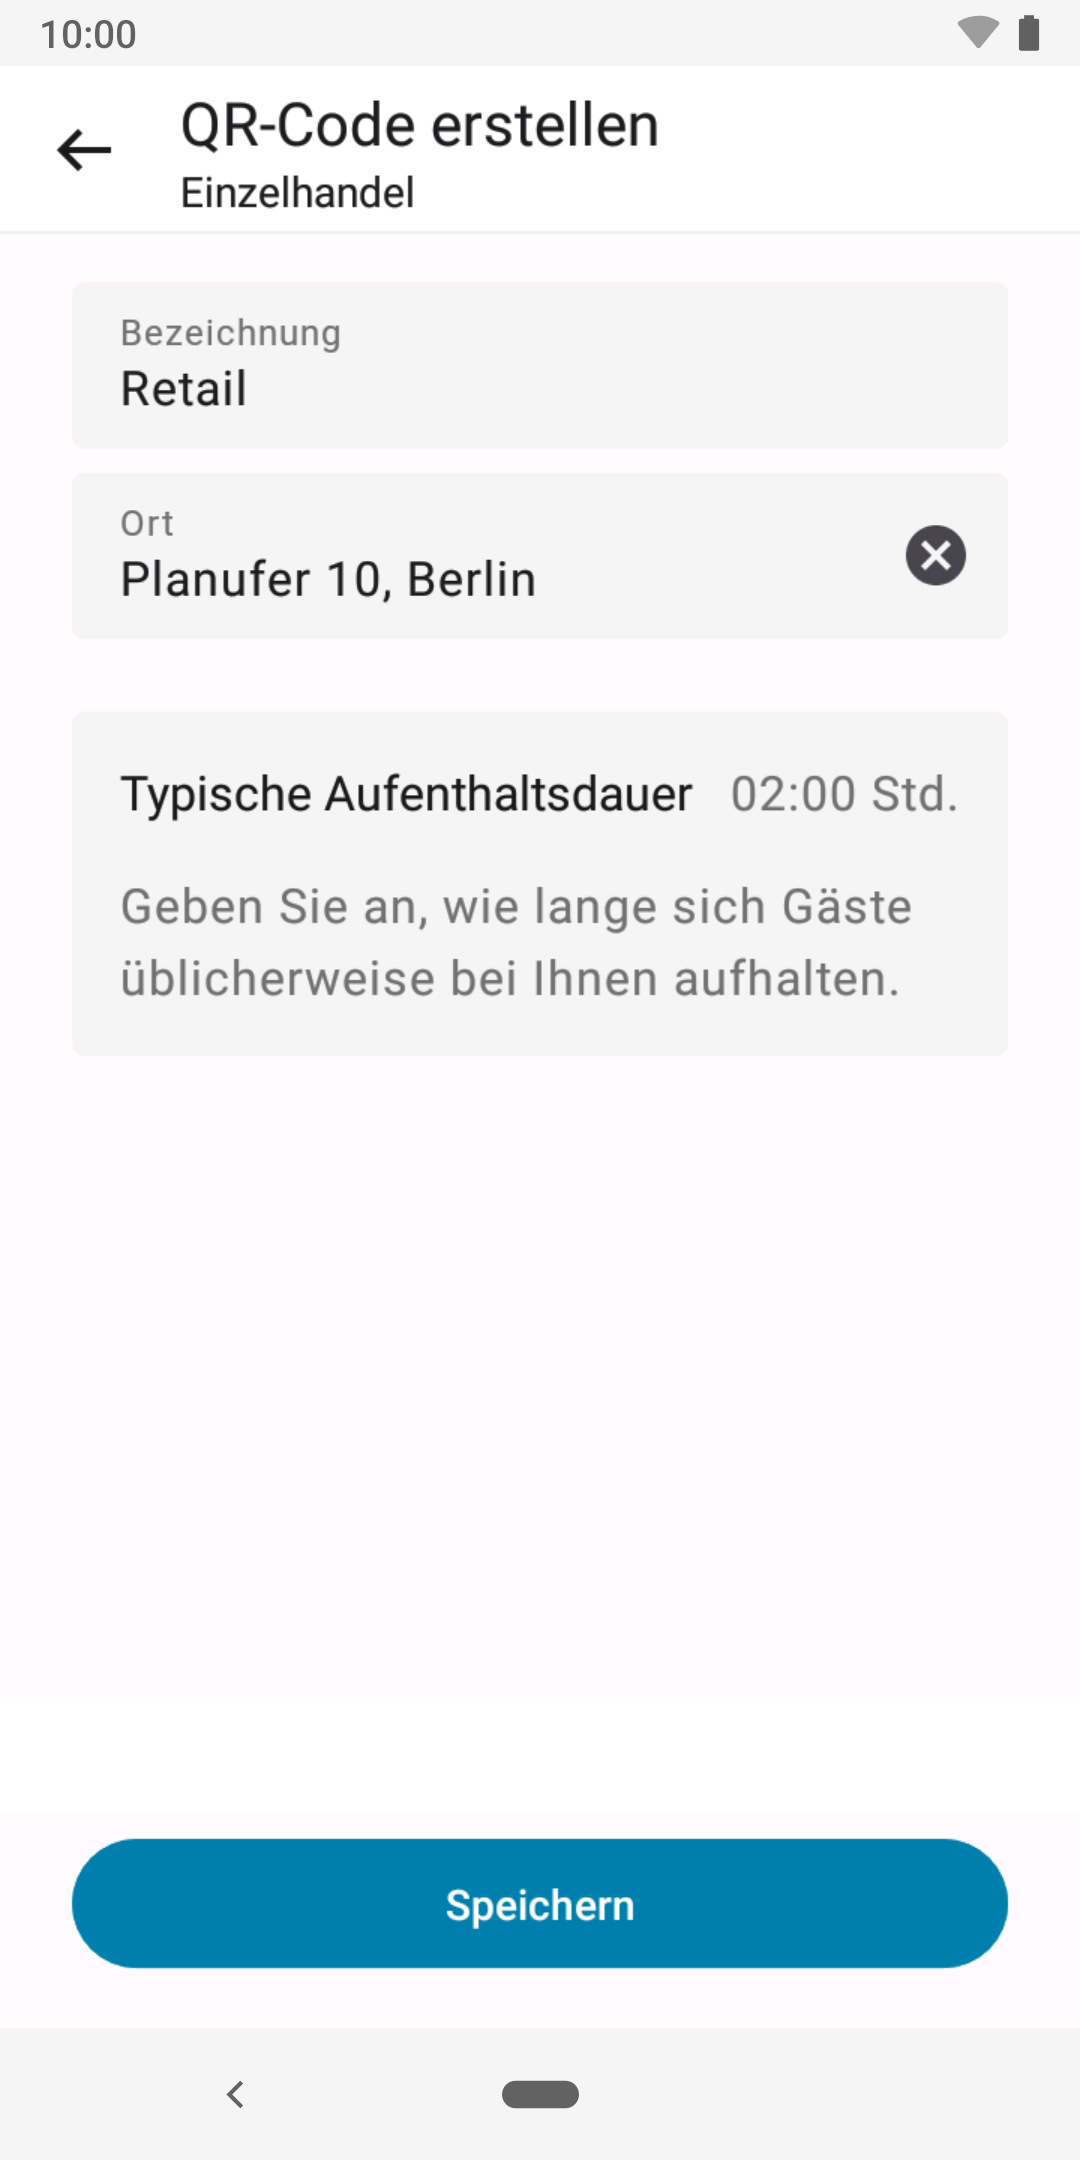 10:00
QR-Code erstellen
Einzelhandel
Bezeichnung
Retail
Ort
Planufer 10, Berlin
Typische Aufenthaltsdauer 02:00 Std.
Geben Sie an, wie lange sich Gäste
üblicherweise bei Ihnen aufhalten.
Speichern